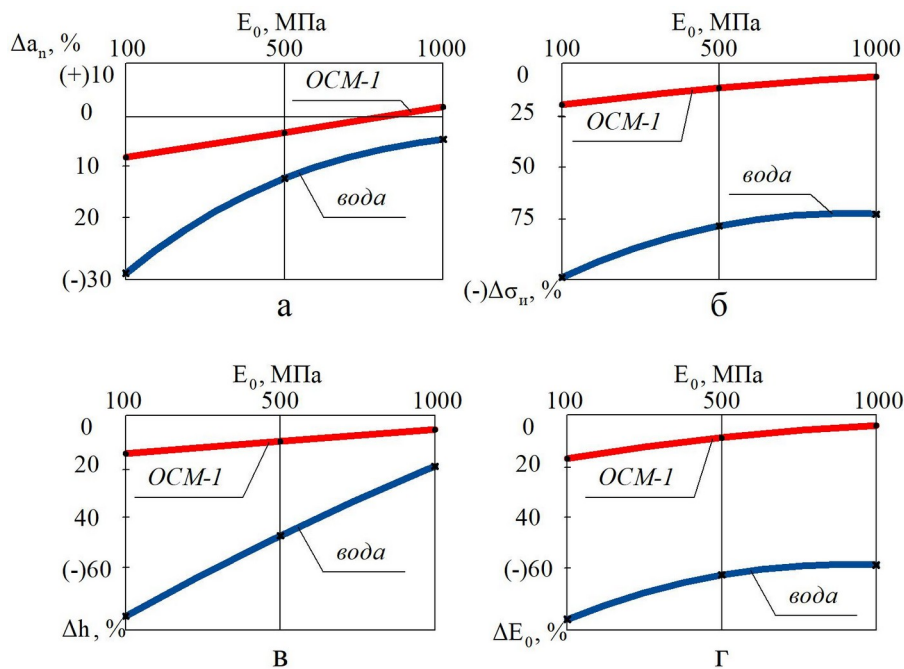 Δaₙ, %
E₀, МПа
100 500 1000
(+)10
0
10
20
(-)30
ОСМ-1
вода
а
E₀, МПа
100 500 1000
0
25
50
75
(-)Δσᵤ, %
ОСМ-1
вода
б
E₀, МПа
100 500 1000
0
20
40
(-)60
Δh, %
ОСМ-1
вода
в
E₀, МПа
100 500 1000
0
20
40
(-)60
ΔE₀, %
ОСМ-1
вода
г